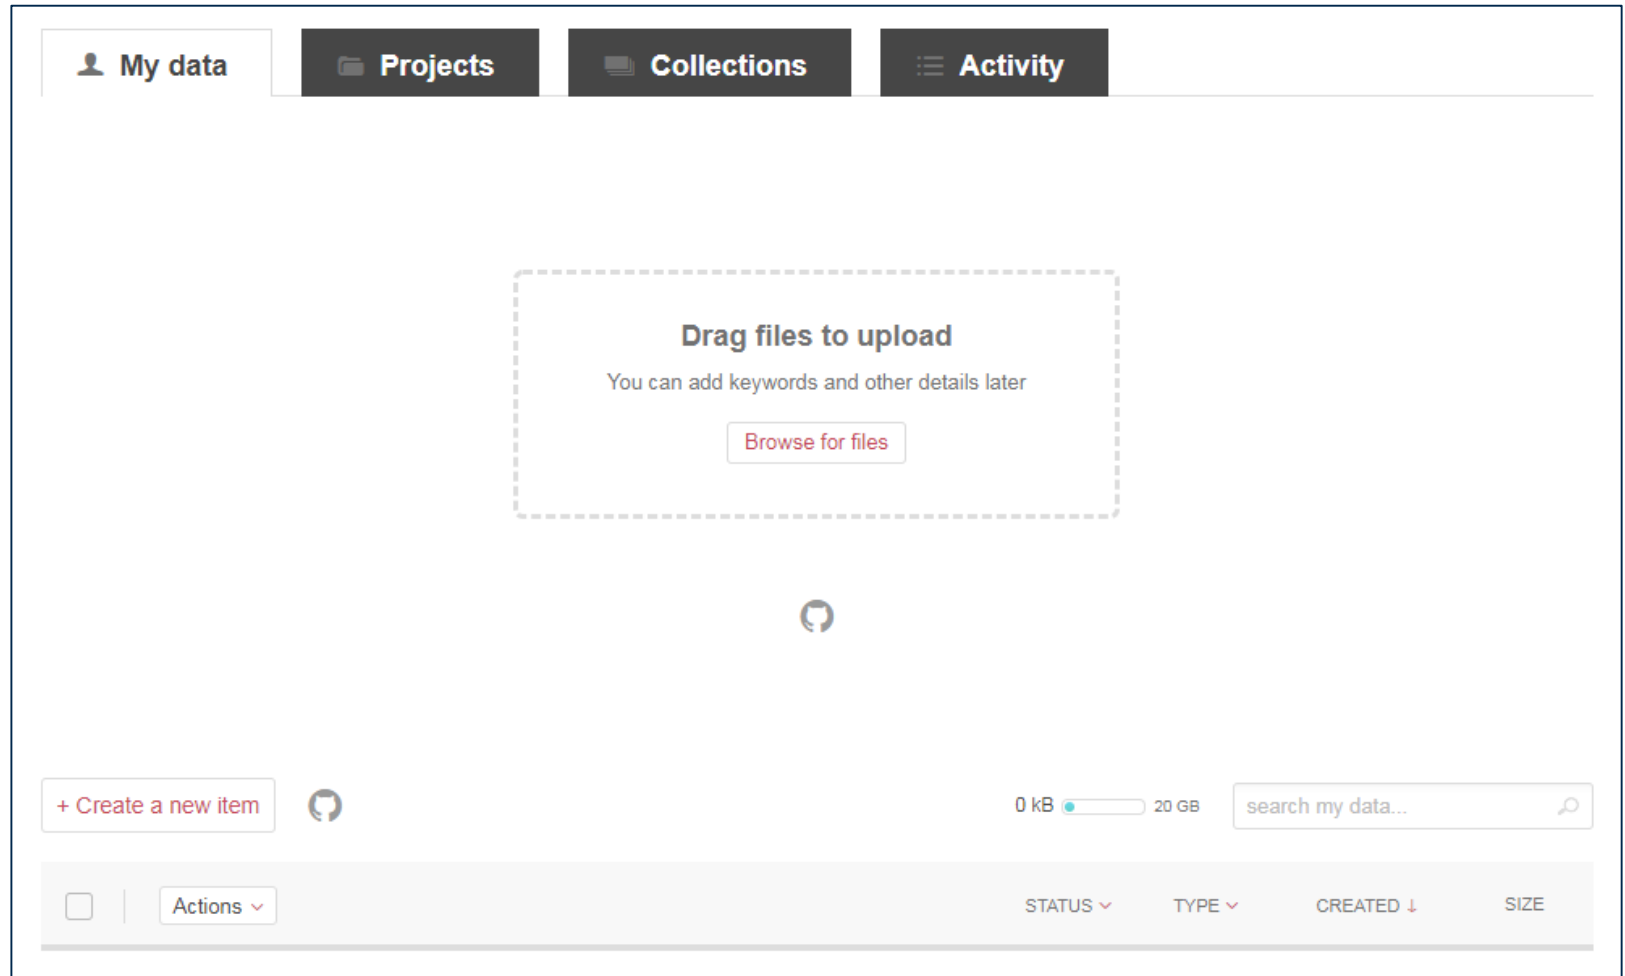 My data Projects Collections Activity
Drag files to upload
You can add keywords and other details later
Browse for files
+ Create a new item 0 kB 20 GB search my data...
Actions STATUS TYPE CREATED SIZE